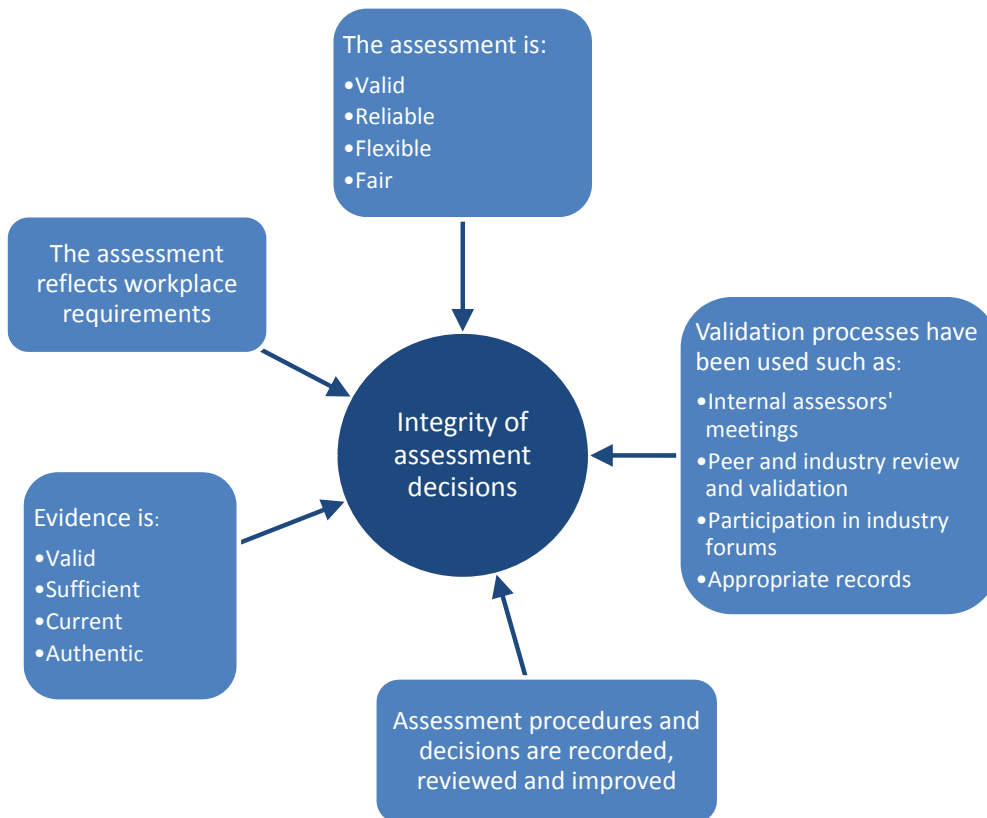 The assessment is:
•Valid
•Reliable
•Flexible
•Fair
The assessment
reflects workplace
requirements
Validation processes have
been used such as:
•Internal assessors'
meetings
•Peer and industry review
and validation
•Participation in industry
forums
•Appropriate records
Integrity of
assessment
decisions
Evidence is:
•Valid
•Sufficient
•Current
•Authentic
Assessment procedures and
decisions are recorded,
reviewed and improved